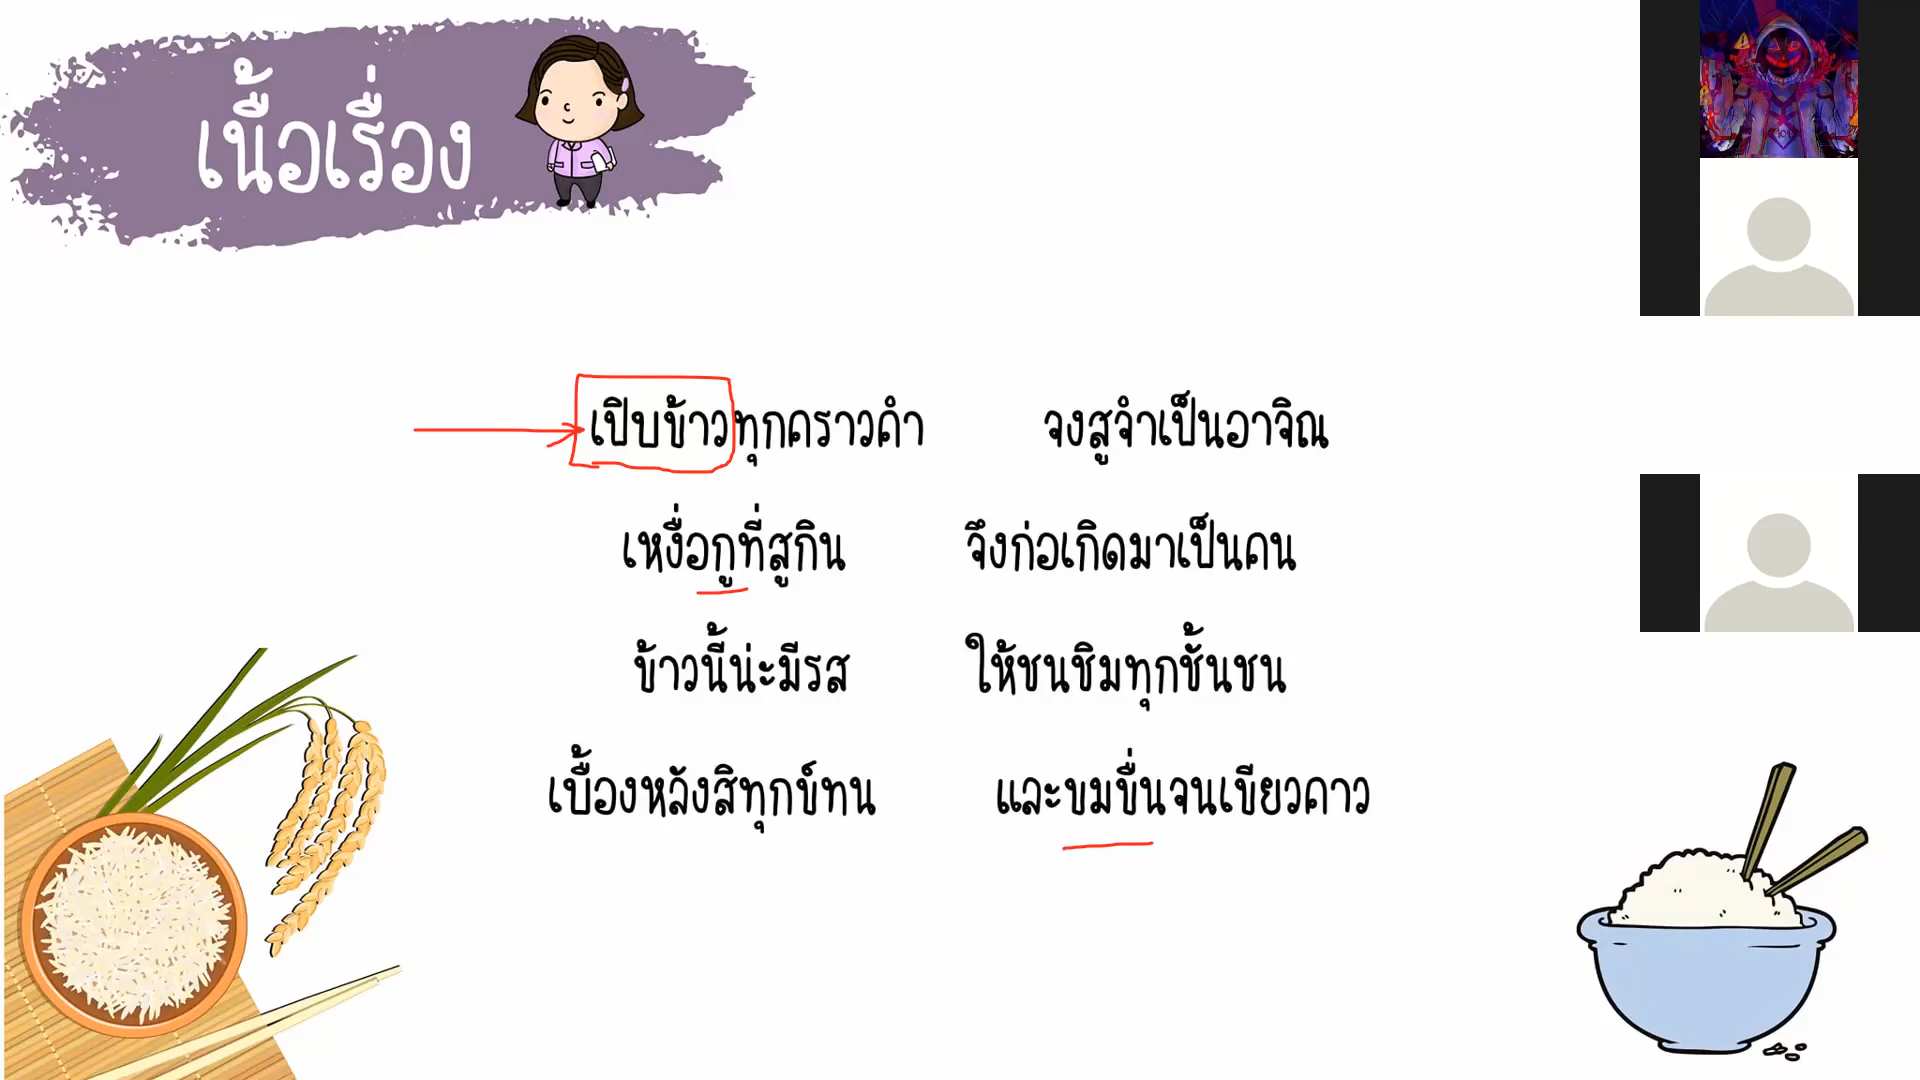 เนื้อเรื่อง
เปิบข้าวทุกคราวคำ จงสูจำเป็นอาจิณ
เหงื่อกูที่สูกิน จึงก่อเกิดมาเป็นคน
ข้าวนี้น่ะมีรส ให้ชนชิมทุกชั้นชน
เบื้องหลังสิทุกข์ทน และขมขื่นจนเขียวคาว